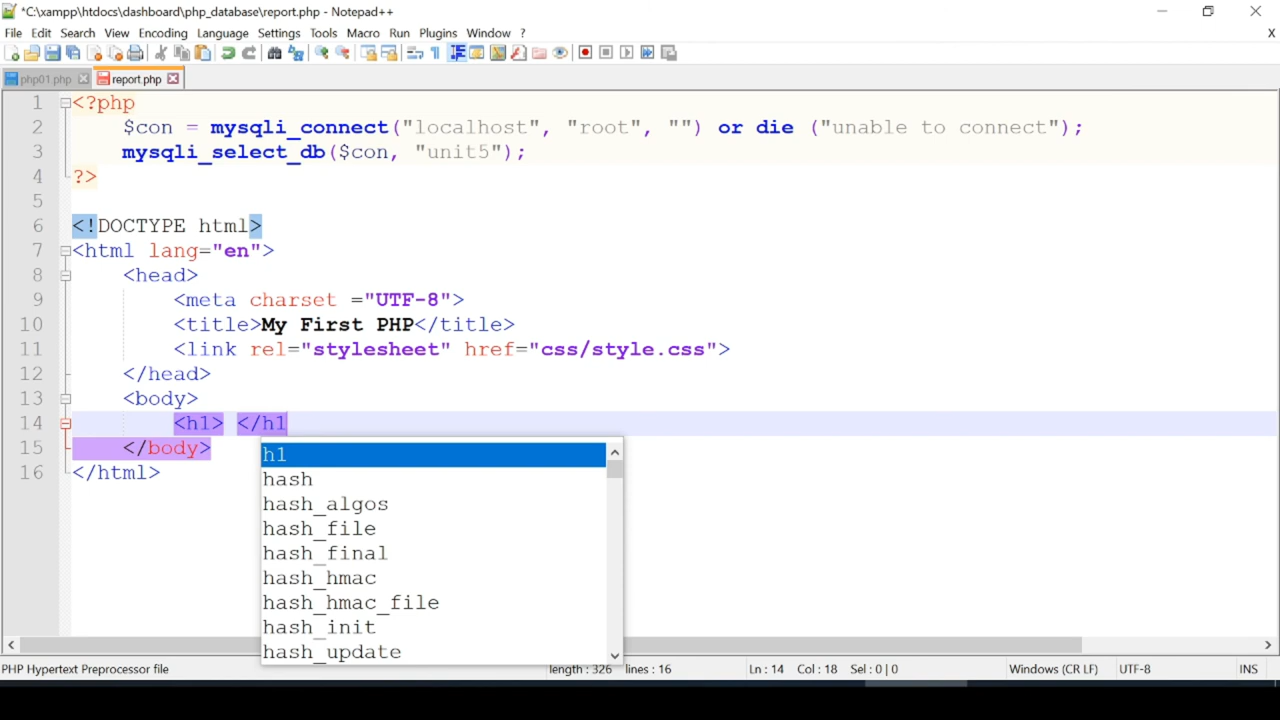 *C:\xampp\htdocs\dashboard\php_database\report.php - Notepad++
File Edit Search View Encoding Language Settings Tools Macro Run Plugins Window ? X
php01.php report.php
1 <?php
2 $con = mysqli_connect("localhost", "root", "") or die ("unable to connect");
3 mysqli_select_db($con, "unit5");
4 ?>
5
6 <!DOCTYPE html>
7 <html lang="en">
8 <head>
9 <meta charset ="UTF-8">
10 <title>My First PHP</title>
11 <link rel="stylesheet" href="css/style.css">
12 </head>
13 <body>
14 <h1> </h1
15 </body>
16 </html>
h1
hash
hash_algos
hash_file
hash_final
hash_hmac
hash_hmac_file
hash_init
hash_update
PHP Hypertext Preprocessor file length : 326 lines : 16 Ln : 14 Col : 18 Sel : 0 | 0 Windows (CR LF) UTF-8 INS